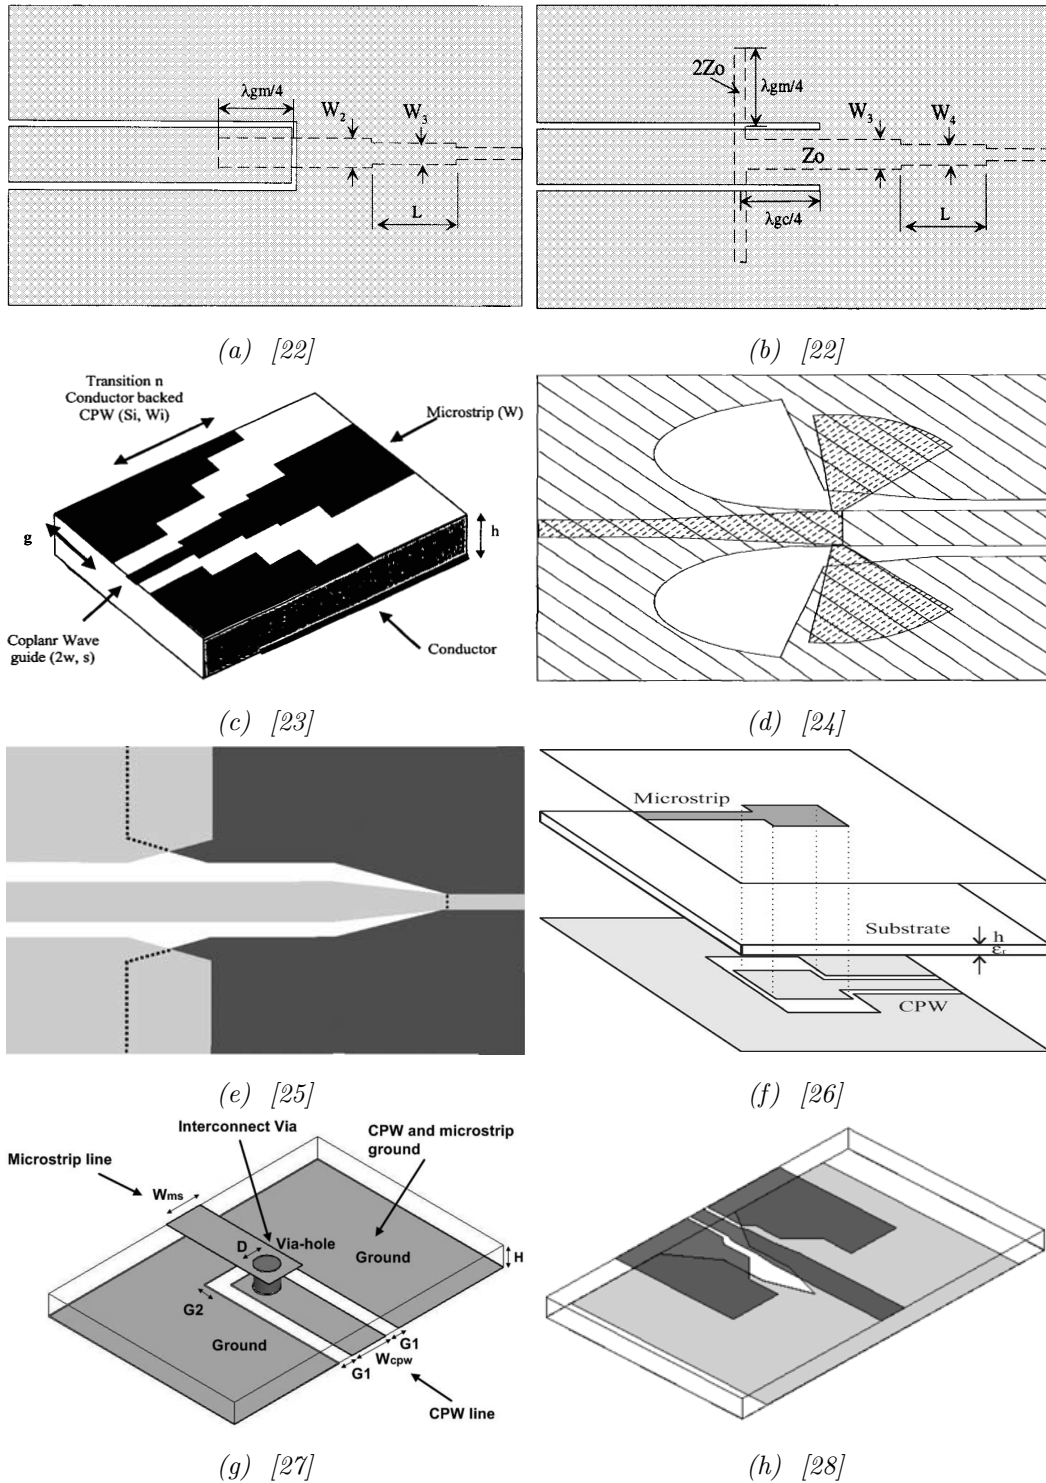 λgm/4
W2
W3
L
2Zo
λgm/4
W3
W4
Zo
λgc/4
L
(a) [22]
(b) [22]
Transition n
Conductor backed
CPW (Si, Wi)
Microstrip (W)
g
h
Coplanr Wave
guide (2w, s)
Conductor
(c) [23]
(d) [24]
Microstrip
Substrate
h
εr
CPW
(e) [25]
(f) [26]
Interconnect Via
CPW and microstrip
ground
Microstrip line
Wms
D
Via-hole
Ground
H
G2
Ground
G1
Wcpw
G1
CPW line
(g) [27]
(h) [28]